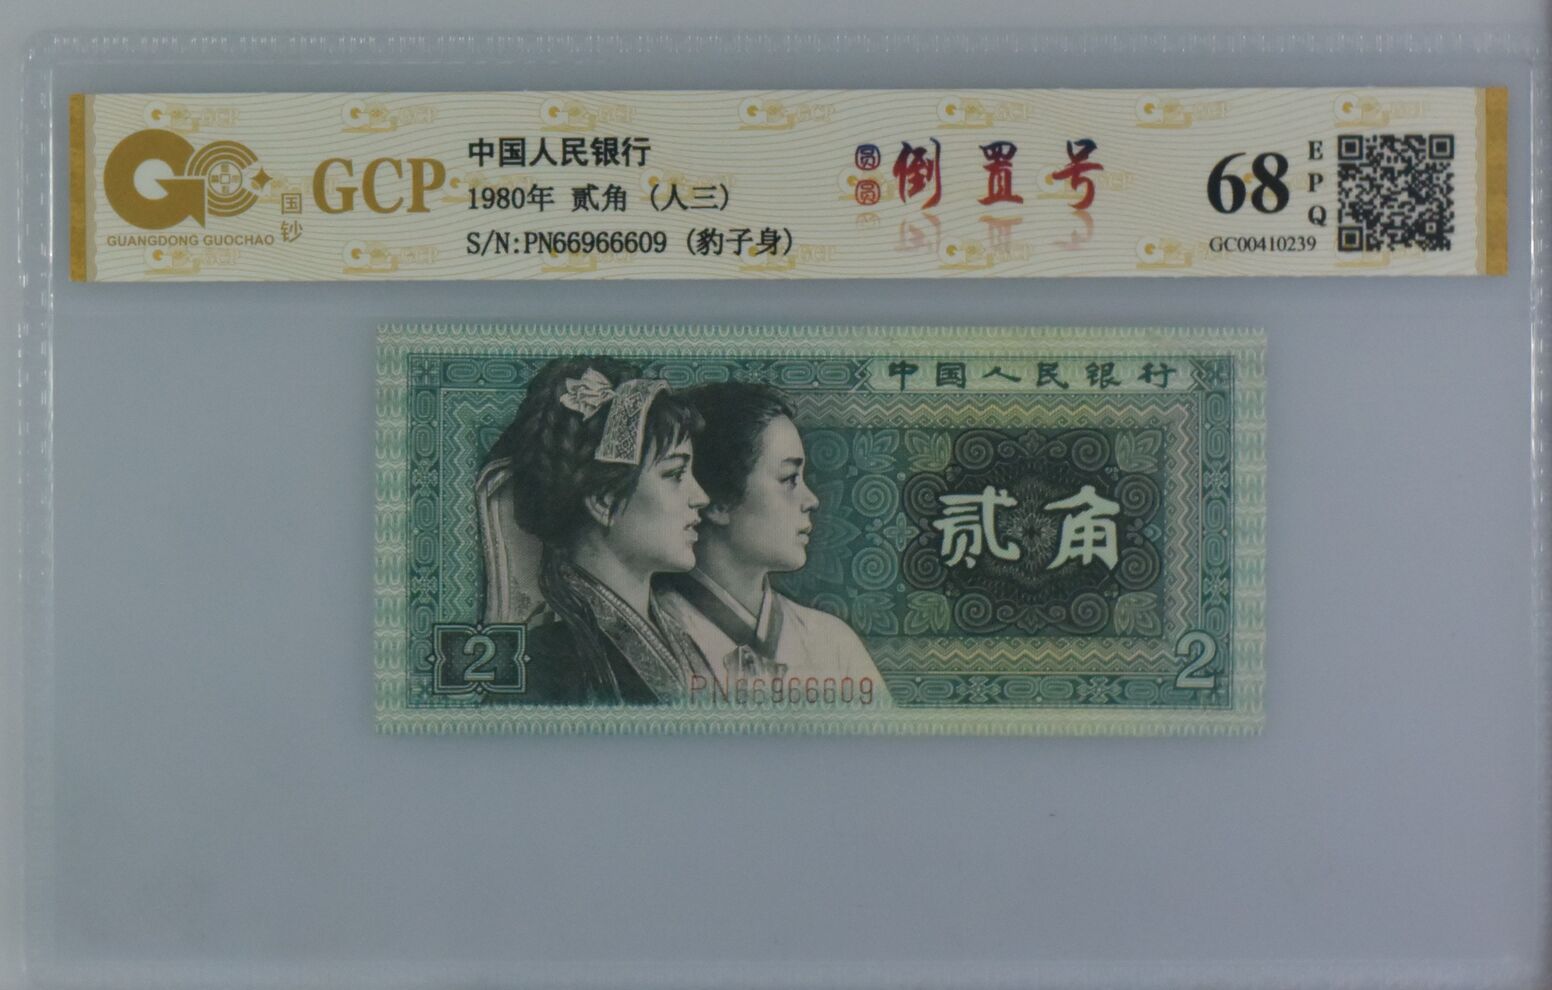 GUANGDONG GUOCHAO
国钞
GCP
中国人民银行
1980年 贰角 (人三)
S/N:PN66966609 (豹子身)
圆圆
倒置号
68
EPQ
GC00410239
中国人民银行
贰角
2
2
PN66966609